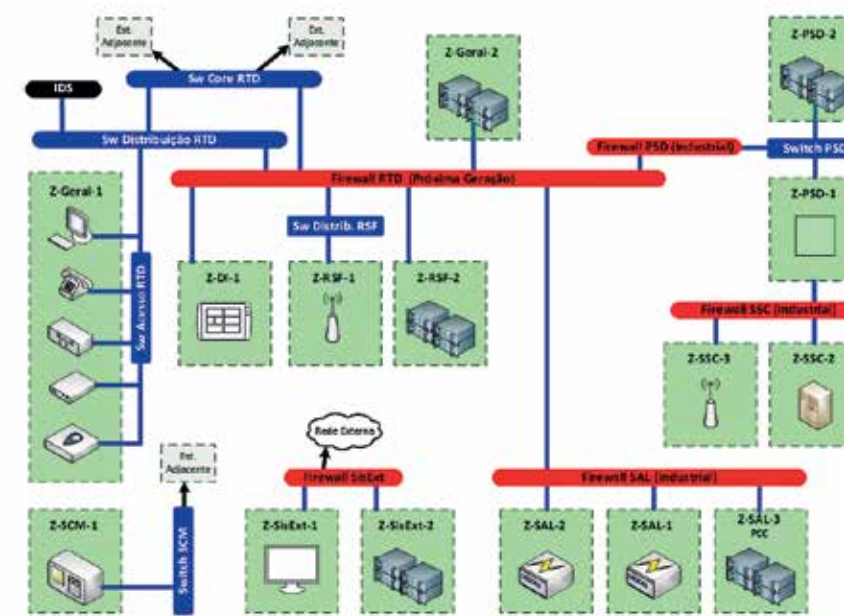 Est.
Adjacente
Est.
Adjacente
Sw Core RTD
IDS
Sw Distribuição RTD
Z-Geral-2
Z-PSD-2
Firewall PSD (Industrial)
Switch PSD
Firewall RTD (Próxima Geração)
Z-Geral-1
Sw Acesso RTD
Sw Distrib. RSF
Z-DI-1
Z-RSF-1
Z-RSF-2
Z-PSD-1
Firewall SSC (Industrial)
Z-SSC-3
Z-SSC-2
Rede Externa
Est.
Adjacente
Firewall SisExt
Firewall SAL (Industrial)
Z-SCM-1
Switch SCM
Z-SisExt-1
Z-SisExt-2
Z-SAL-2
Z-SAL-1
Z-SAL-3
PCC